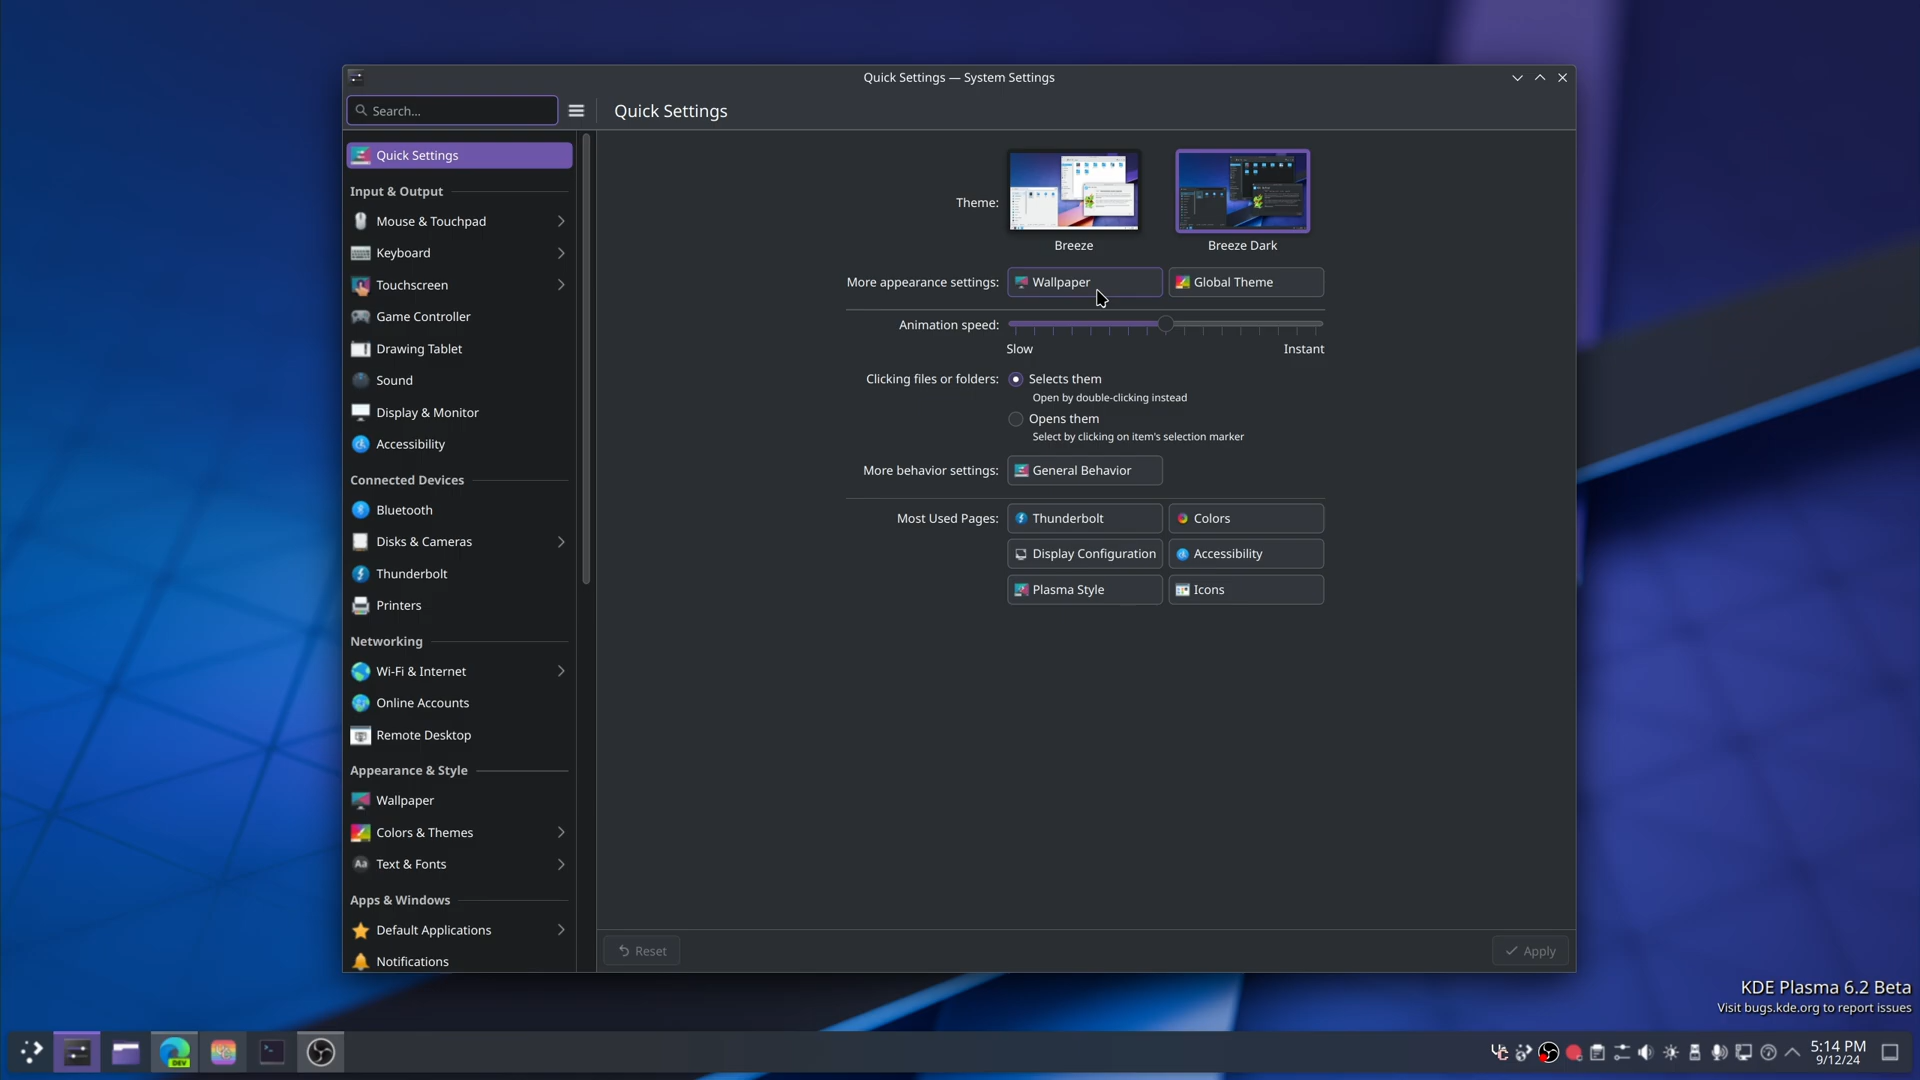 Quick Settings — System Settings
Search...
Quick Settings
Quick Settings
Input & Output
Mouse & Touchpad
Keyboard
Touchscreen
Game Controller
Drawing Tablet
Sound
Display & Monitor
Accessibility
Connected Devices
Bluetooth
Disks & Cameras
Thunderbolt
Printers
Networking
Wi-Fi & Internet
Online Accounts
Remote Desktop
Appearance & Style
Wallpaper
Colors & Themes
Aa Text & Fonts
Apps & Windows
Default Applications
Notifications
Theme:
Breeze
Breeze Dark
More appearance settings:
Wallpaper
Global Theme
Animation speed:
Slow
Instant
Clicking files or folders:
Selects them
Open by double-clicking instead
Opens them
Select by clicking on item's selection marker
More behavior settings:
General Behavior
Most Used Pages:
Thunderbolt
Colors
Display Configuration
Accessibility
Plasma Style
Icons
Reset
Apply
KDE Plasma 6.2 Beta
Visit bugs.kde.org to report issues
DEV
5:14 PM
9/12/24